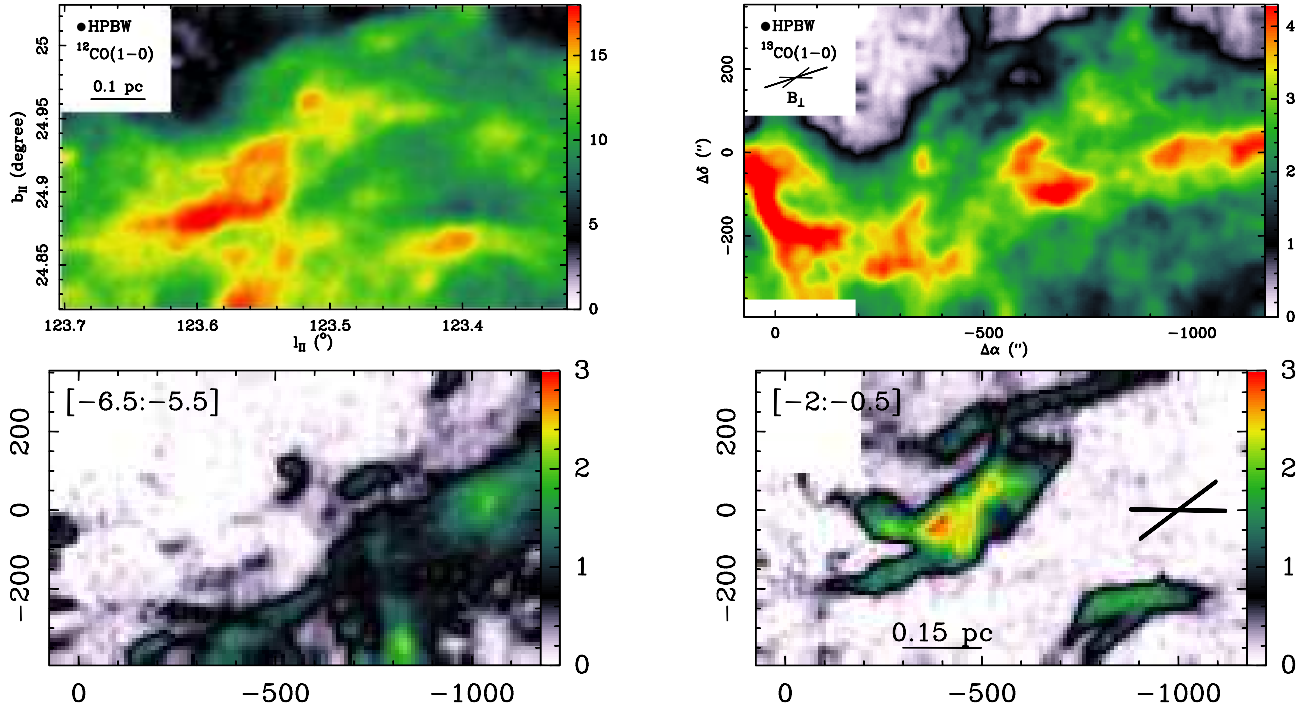 HPBW
¹²CO(1−0)
0.1 pc
25
24.95
24.9
24.85
b_II (degree)
123.7 123.6 123.5 123.4
l_II (°)
15
10
5
0
HPBW
¹³CO(1−0)
B⊥
200
0
−200
Δδ (″)
0 −500 −1000
Δα (″)
4
3
2
1
0
[−6.5:−5.5]
200
0
−200
0 −500 −1000
3
2
1
0
[−2:−0.5]
0.15 pc
200
0
−200
0 −500 −1000
3
2
1
0